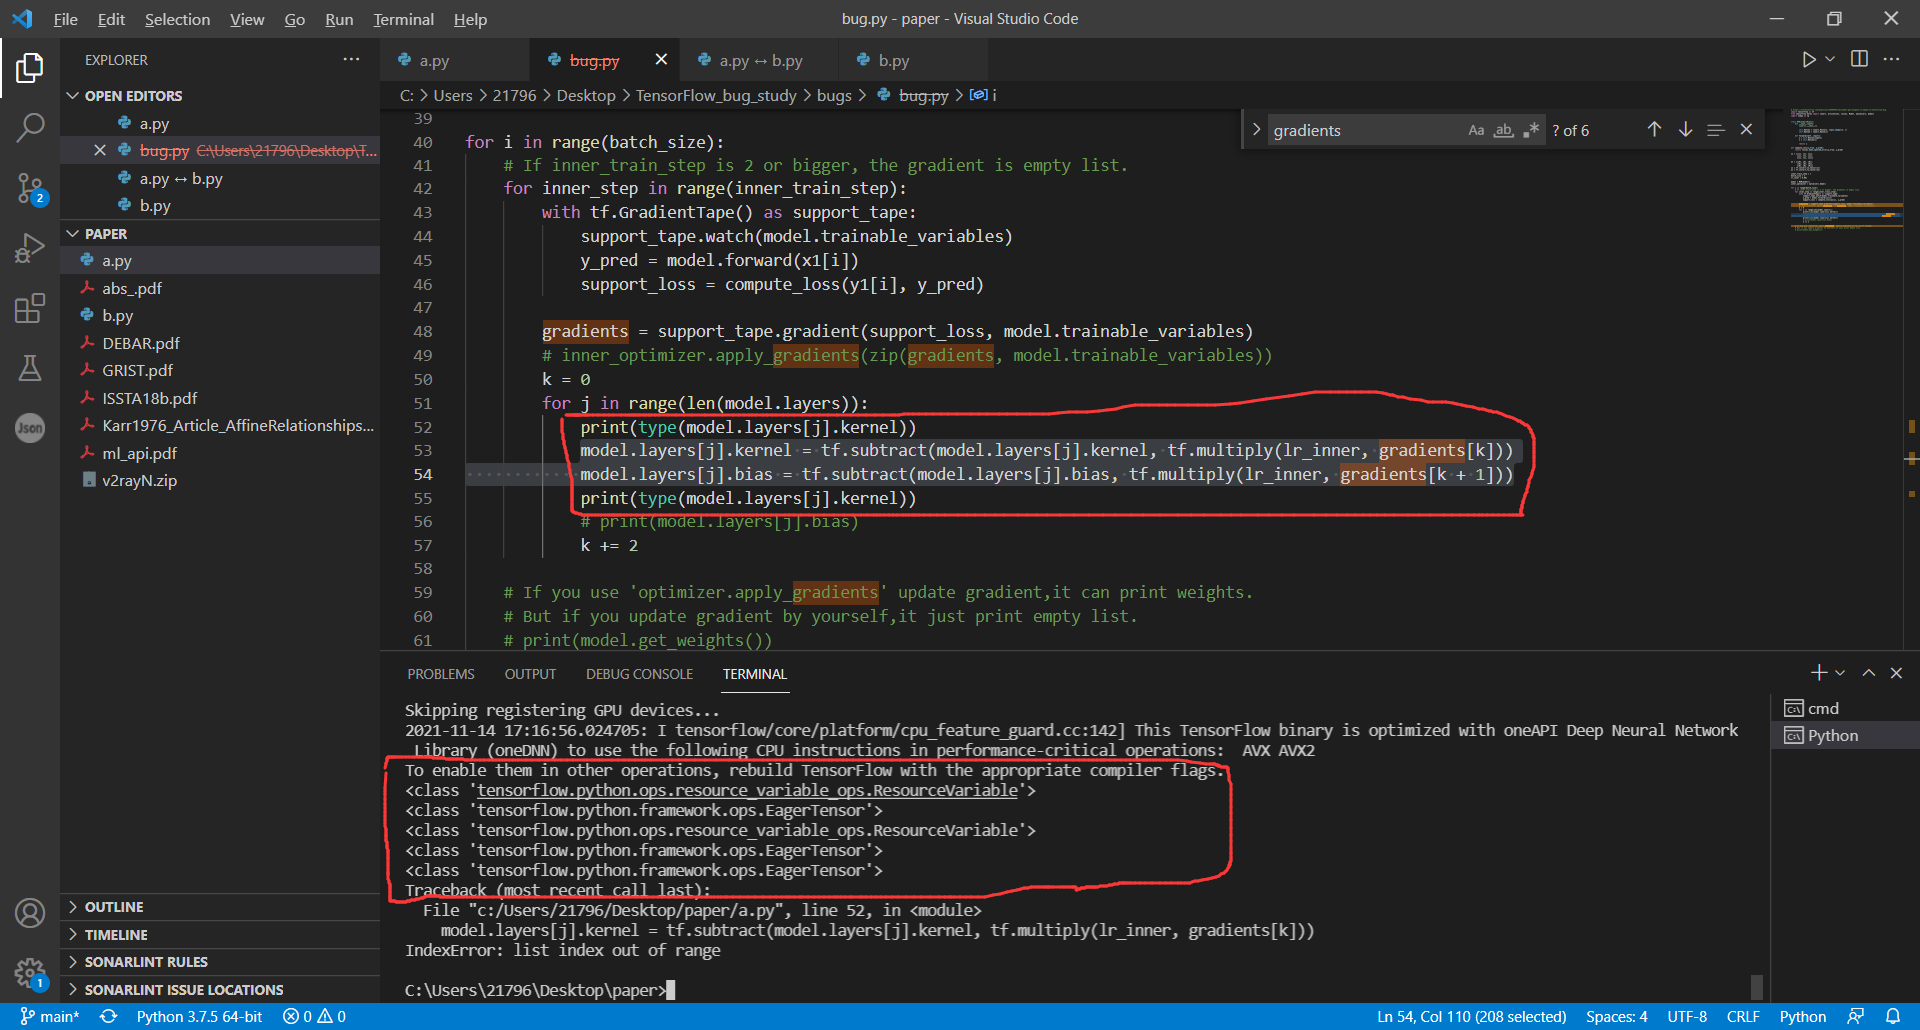 File Edit Selection View Go Run Terminal Help
bug.py - paper - Visual Studio Code
EXPLORER
OPEN EDITORS
a.py
bug.py C:\Users\21796\Desktop\T...
a.py ↔ b.py
b.py
PAPER
a.py
abs_.pdf
b.py
DEBAR.pdf
GRIST.pdf
ISSTA18b.pdf
Karr1976_Article_AffineRelationships...
ml_api.pdf
v2rayN.zip
OUTLINE
TIMELINE
SONARLINT RULES
SONARLINT ISSUE LOCATIONS
2
Json
1
a.py bug.py a.py ↔ b.py b.py
C: > Users > 21796 > Desktop > TensorFlow_bug_study > bugs > bug.py > i
gradients Aa ab ? of 6
39
40 for i in range(batch_size):
41 # If inner_train_step is 2 or bigger, the gradient is empty list.
42 for inner_step in range(inner_train_step):
43 with tf.GradientTape() as support_tape:
44 support_tape.watch(model.trainable_variables)
45 y_pred = model.forward(x1[i])
46 support_loss = compute_loss(y1[i], y_pred)
47
48 gradients = support_tape.gradient(support_loss, model.trainable_variables)
49 # inner_optimizer.apply_gradients(zip(gradients, model.trainable_variables))
50 k = 0
51 for j in range(len(model.layers)):
52 print(type(model.layers[j].kernel))
53 model.layers[j].kernel = tf.subtract(model.layers[j].kernel, tf.multiply(lr_inner, gradients[k]))
54 model.layers[j].bias = tf.subtract(model.layers[j].bias, tf.multiply(lr_inner, gradients[k + 1]))
55 print(type(model.layers[j].kernel))
56 # print(model.layers[j].bias)
57 k += 2
58
59 # If you use 'optimizer.apply_gradients' update gradient,it can print weights.
60 # But if you update gradient by yourself,it just print empty list.
61 # print(model.get_weights())
PROBLEMS OUTPUT DEBUG CONSOLE TERMINAL
Skipping registering GPU devices...
2021-11-14 17:16:56.024705: I tensorflow/core/platform/cpu_feature_guard.cc:142] This TensorFlow binary is optimized with oneAPI Deep Neural Network
Library (oneDNN) to use the following CPU instructions in performance-critical operations:  AVX AVX2
To enable them in other operations, rebuild TensorFlow with the appropriate compiler flags.
<class 'tensorflow.python.ops.resource_variable_ops.ResourceVariable'>
<class 'tensorflow.python.framework.ops.EagerTensor'>
<class 'tensorflow.python.ops.resource_variable_ops.ResourceVariable'>
<class 'tensorflow.python.framework.ops.EagerTensor'>
<class 'tensorflow.python.framework.ops.EagerTensor'>
Traceback (most recent call last):
File "c:/Users/21796/Desktop/paper/a.py", line 52, in <module>
model.layers[j].kernel = tf.subtract(model.layers[j].kernel, tf.multiply(lr_inner, gradients[k]))
IndexError: list index out of range
C:\Users\21796\Desktop\paper>
cmd
Python
main* Python 3.7.5 64-bit 0 0 Ln 54, Col 110 (208 selected) Spaces: 4 UTF-8 CRLF Python